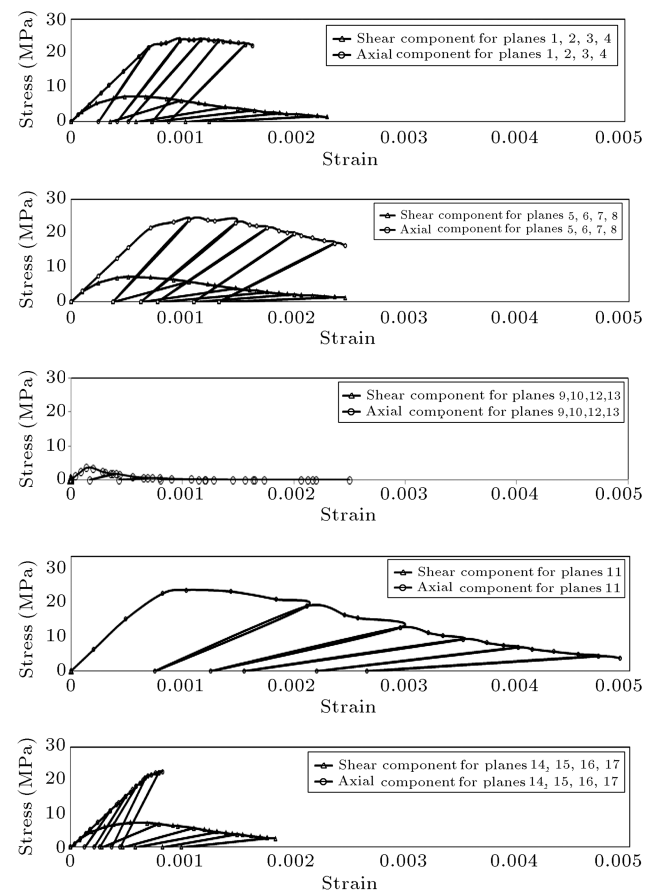 30
Shear component for planes 1, 2, 3, 4
Axial component for planes 1, 2, 3, 4
20
10
0
Stress (MPa)
0 0.001 0.002 0.003 0.004 0.005
Strain
30
Shear component for planes 5, 6, 7, 8
Axial component for planes 5, 6, 7, 8
20
10
0
Stress (MPa)
0 0.001 0.002 0.003 0.004 0.005
Strain
30
Shear component for planes 9,10,12,13
Axial component for planes 9,10,12,13
20
10
0
Stress (MPa)
0 0.001 0.002 0.003 0.004 0.005
Strain
30
Shear component for planes 11
Axial component for planes 11
20
10
0
Stress (MPa)
0 0.001 0.002 0.003 0.004 0.005
Strain
30
Shear component for planes 14, 15, 16, 17
Axial component for planes 14, 15, 16, 17
20
10
0
Stress (MPa)
0 0.001 0.002 0.003 0.004 0.005
Strain